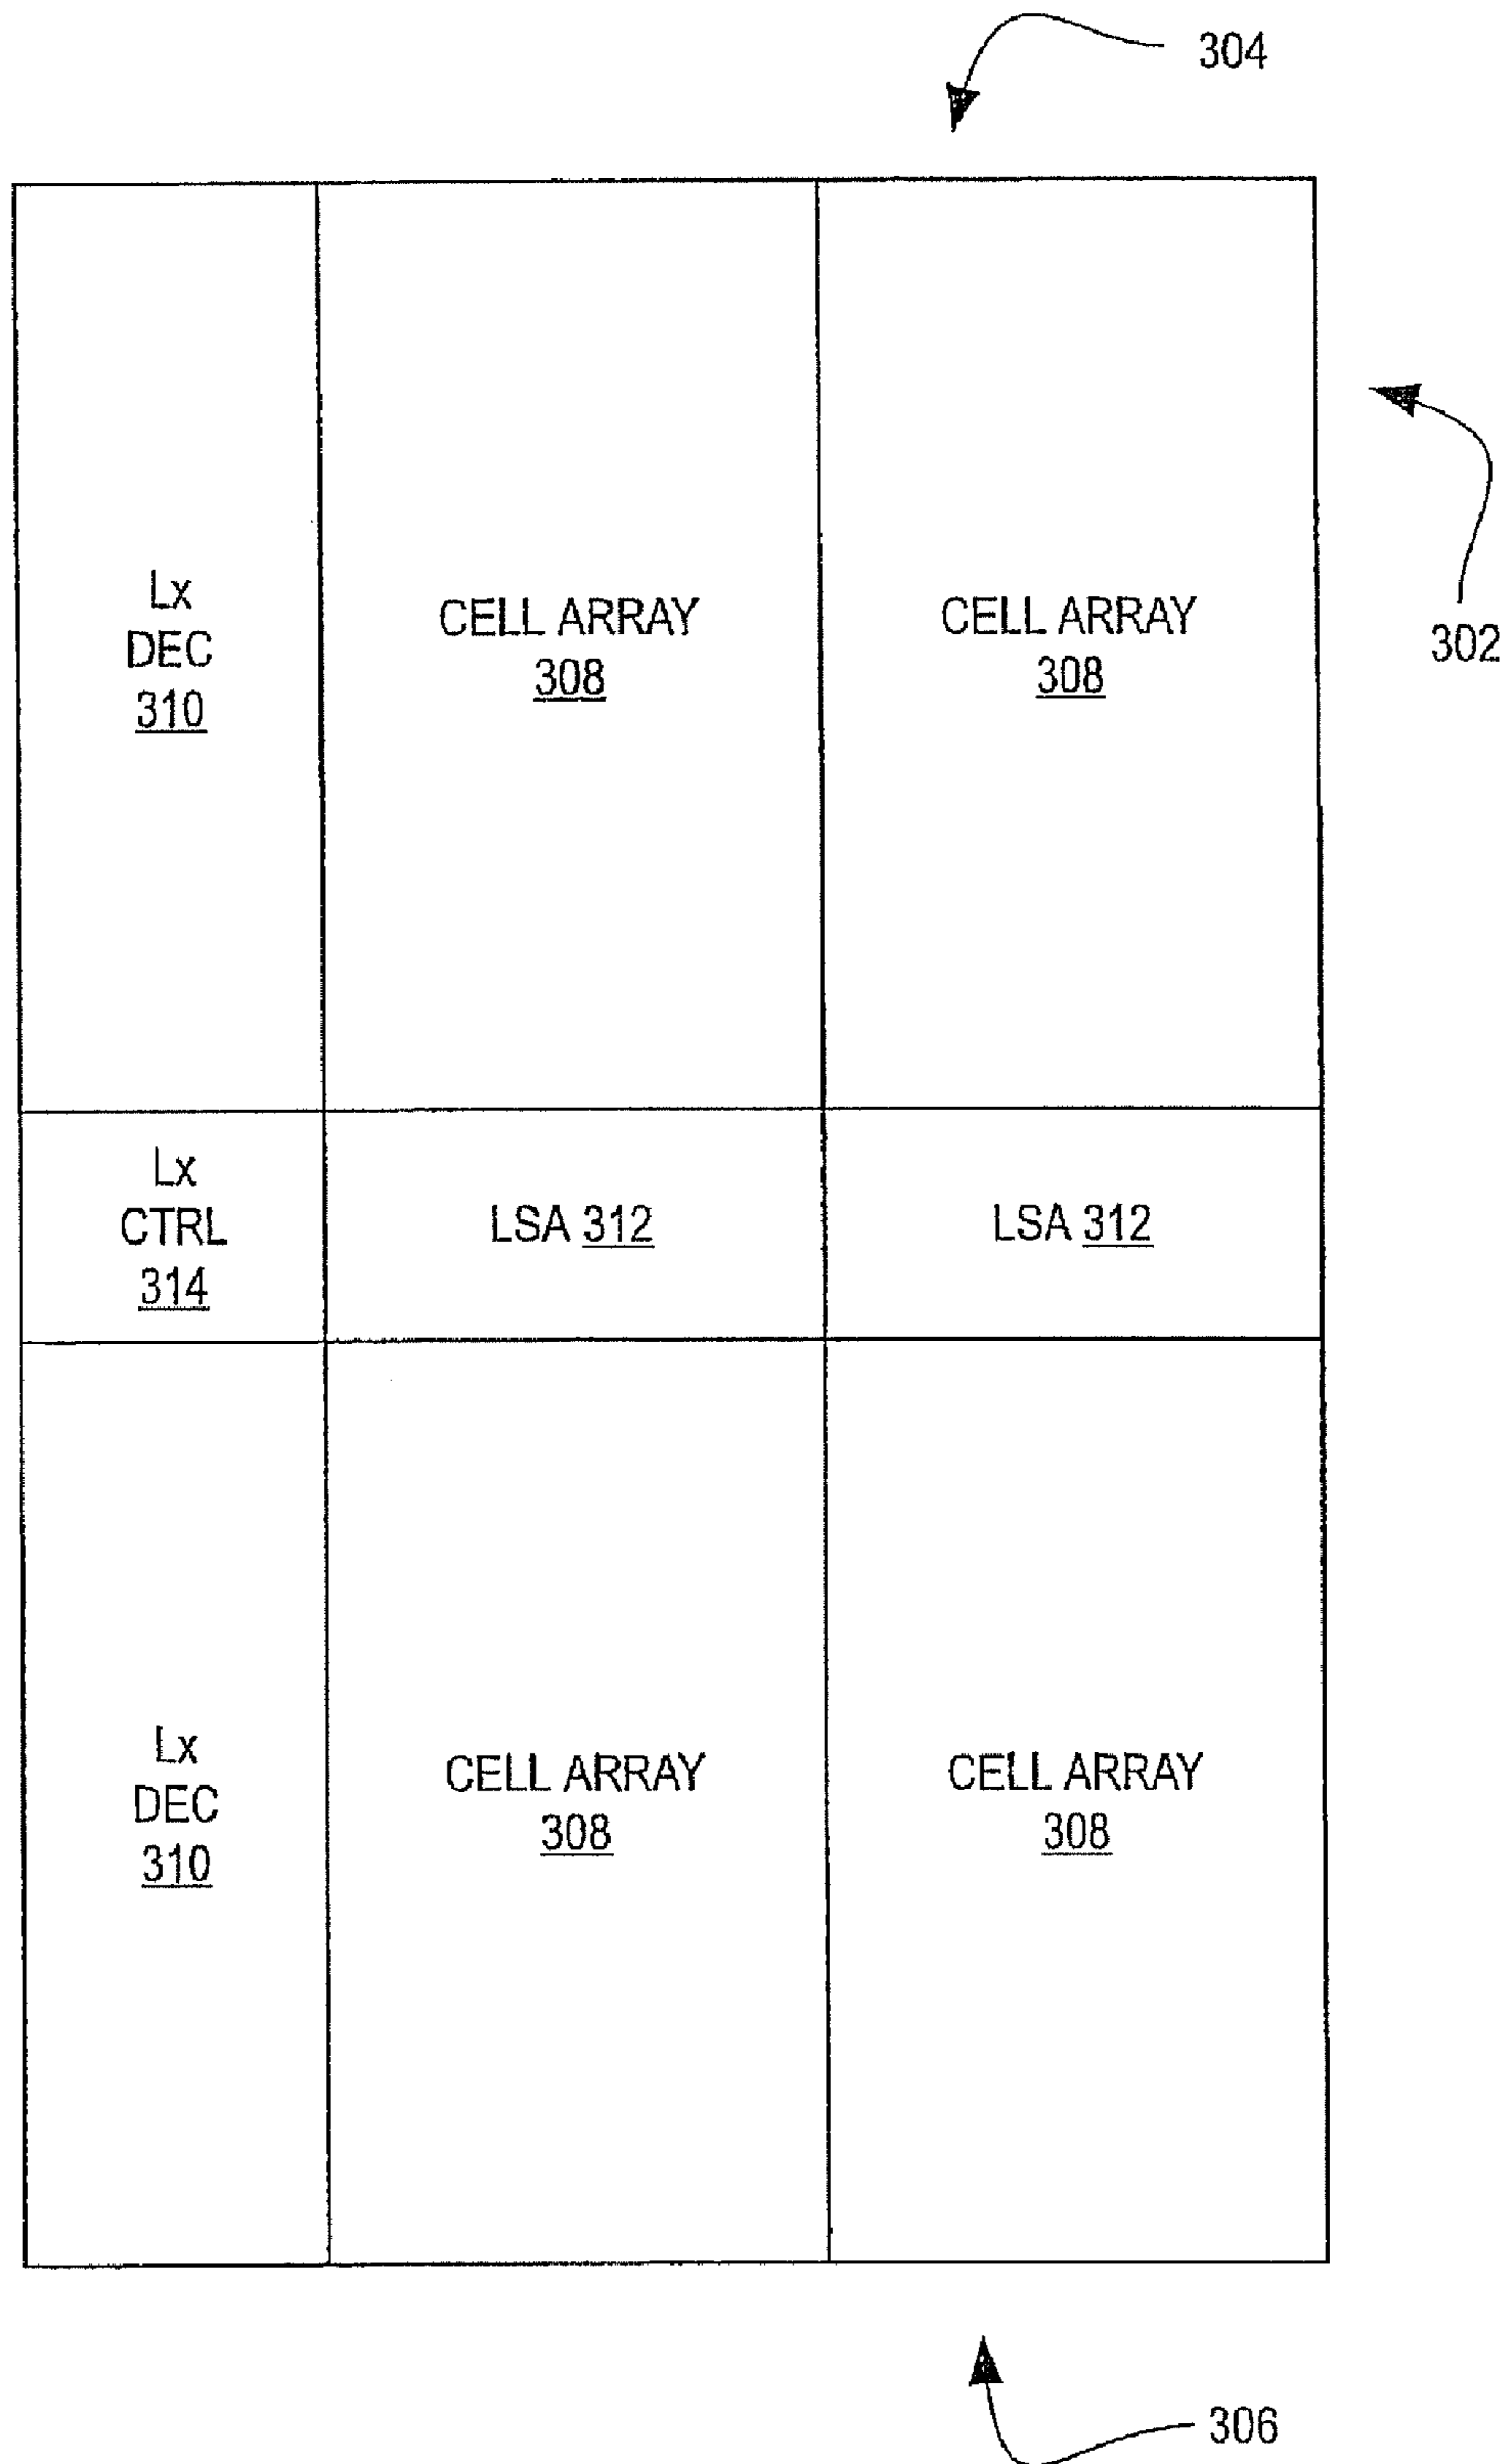 304
302
Lx
DEC
310
CELL ARRAY
308
CELL ARRAY
308
Lx
CTRL
314
LSA 312
LSA 312
Lx
DEC
310
CELL ARRAY
308
CELL ARRAY
308
306